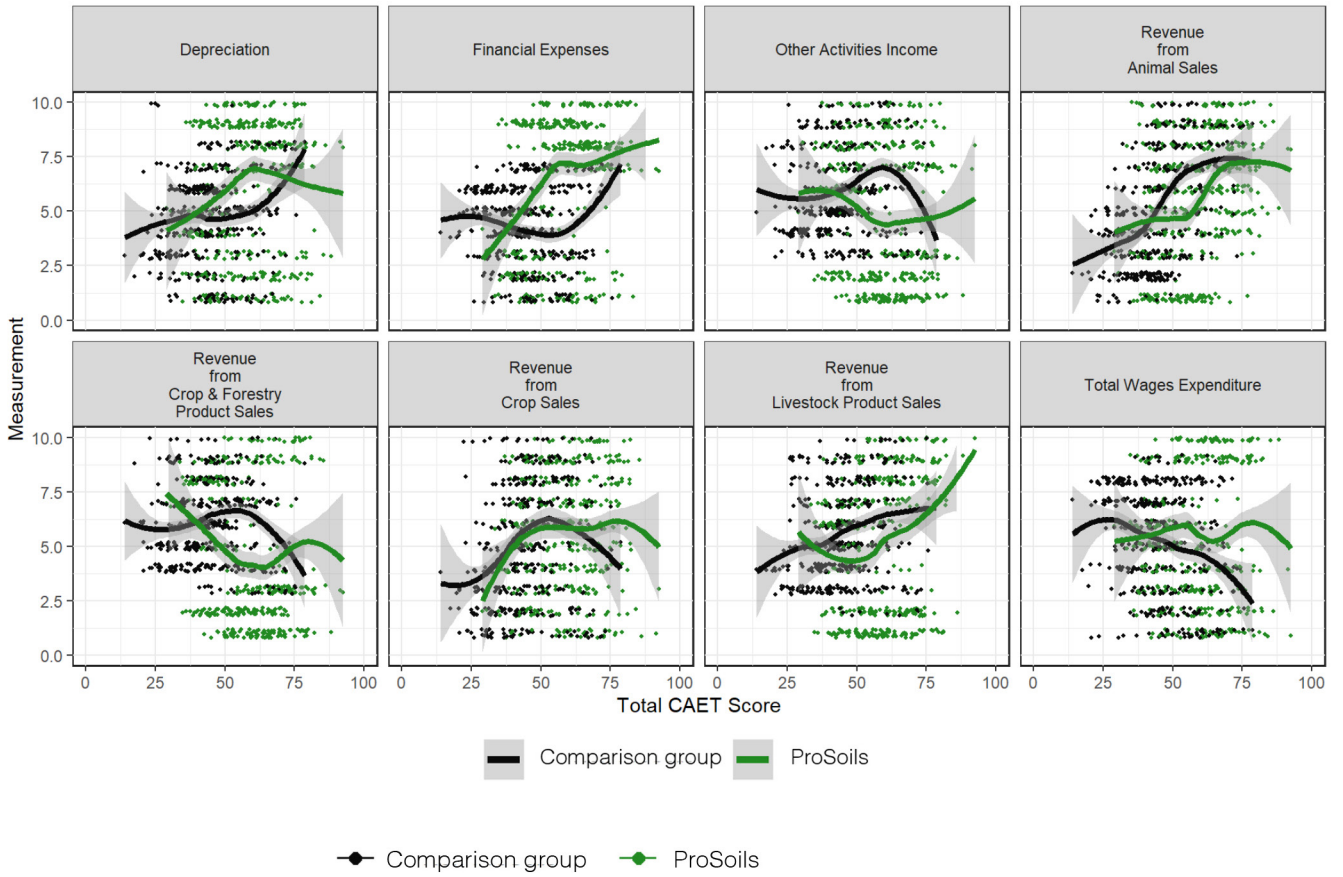 Depreciation
Financial Expenses
Other Activities Income
Revenue
from
Animal Sales
10.0
7.5
5.0
2.5
0.0
Measurement
Revenue
from
Crop & Forestry
Product Sales
Revenue
from
Crop Sales
Revenue
from
Livestock Product Sales
Total Wages Expenditure
10.0
7.5
5.0
2.5
0.0
0 25 50 75 100
0 25 50 75 100
0 25 50 75 100
0 25 50 75 100
Total CAET Score
Comparison group ProSoils
Comparison group ProSoils